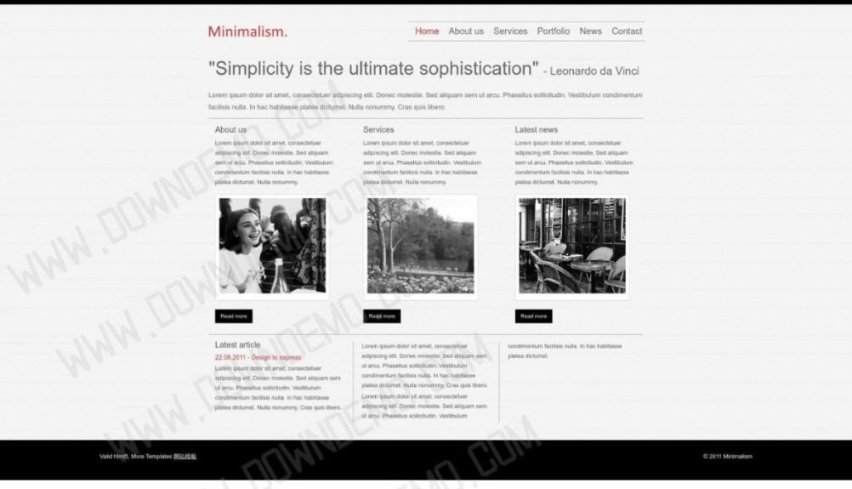 Minimalism.
Home About us Services Portfolio News Contact
"Simplicity is the ultimate sophistication" - Leonardo da Vinci
Lorem ipsum dolor sit amet, consectetuer adipiscing elit. Donec molestie. Sed aliquam sem ut arcu. Phasellus sollicitudin. Vestibulum condimentum
facilisis nulla. In hac habitasse platea dictumst. Nulla nonummy. Cras quis libero.
About us
Lorem ipsum dolor sit amet, consectetuer
adipiscing elit. Donec molestie. Sed aliquam
sem ut arcu. Phasellus sollicitudin. Vestibulum
condimentum facilisis nulla. In hac habitasse
platea dictumst. Nulla nonummy.
Read more
Services
Lorem ipsum dolor sit amet, consectetuer
adipiscing elit. Donec molestie. Sed aliquam
sem ut arcu. Phasellus sollicitudin. Vestibulum
condimentum facilisis nulla. In hac habitasse
platea dictumst. Nulla nonummy.
Read more
Latest news
Lorem ipsum dolor sit amet, consectetuer
adipiscing elit. Donec molestie. Sed aliquam
sem ut arcu. Phasellus sollicitudin. Vestibulum
condimentum facilisis nulla. In hac habitasse
platea dictumst. Nulla nonummy.
Read more
Latest article
22.08.2011 - Design to express
Lorem ipsum dolor sit amet, consectetuer
adipiscing elit. Donec molestie. Sed aliquam sem
ut arcu. Phasellus sollicitudin. Vestibulum
condimentum facilisis nulla. In hac habitasse
platea dictumst. Nulla nonummy. Cras quis libero.
Lorem ipsum dolor sit amet, consectetuer
adipiscing elit. Donec molestie. Sed aliquam sem
ut arcu. Phasellus sollicitudin. Vestibulum
condimentum facilisis nulla. In hac habitasse
platea dictumst. Nulla nonummy. Cras quis libero.
Lorem ipsum dolor sit amet, consectetuer
adipiscing elit. Donec molestie. Sed aliquam sem
ut arcu. Phasellus sollicitudin. Vestibulum
condimentum facilisis nulla. In hac habitasse
platea dictumst.
Valid html5, More Templates 网站模板
© 2011 Minimalism
WWW.DOWNDEMO.COM
WWW.DOWNDEMO.COM
WWW.DOWNDEMO.COM
WWW.DOWNDEMO.COM